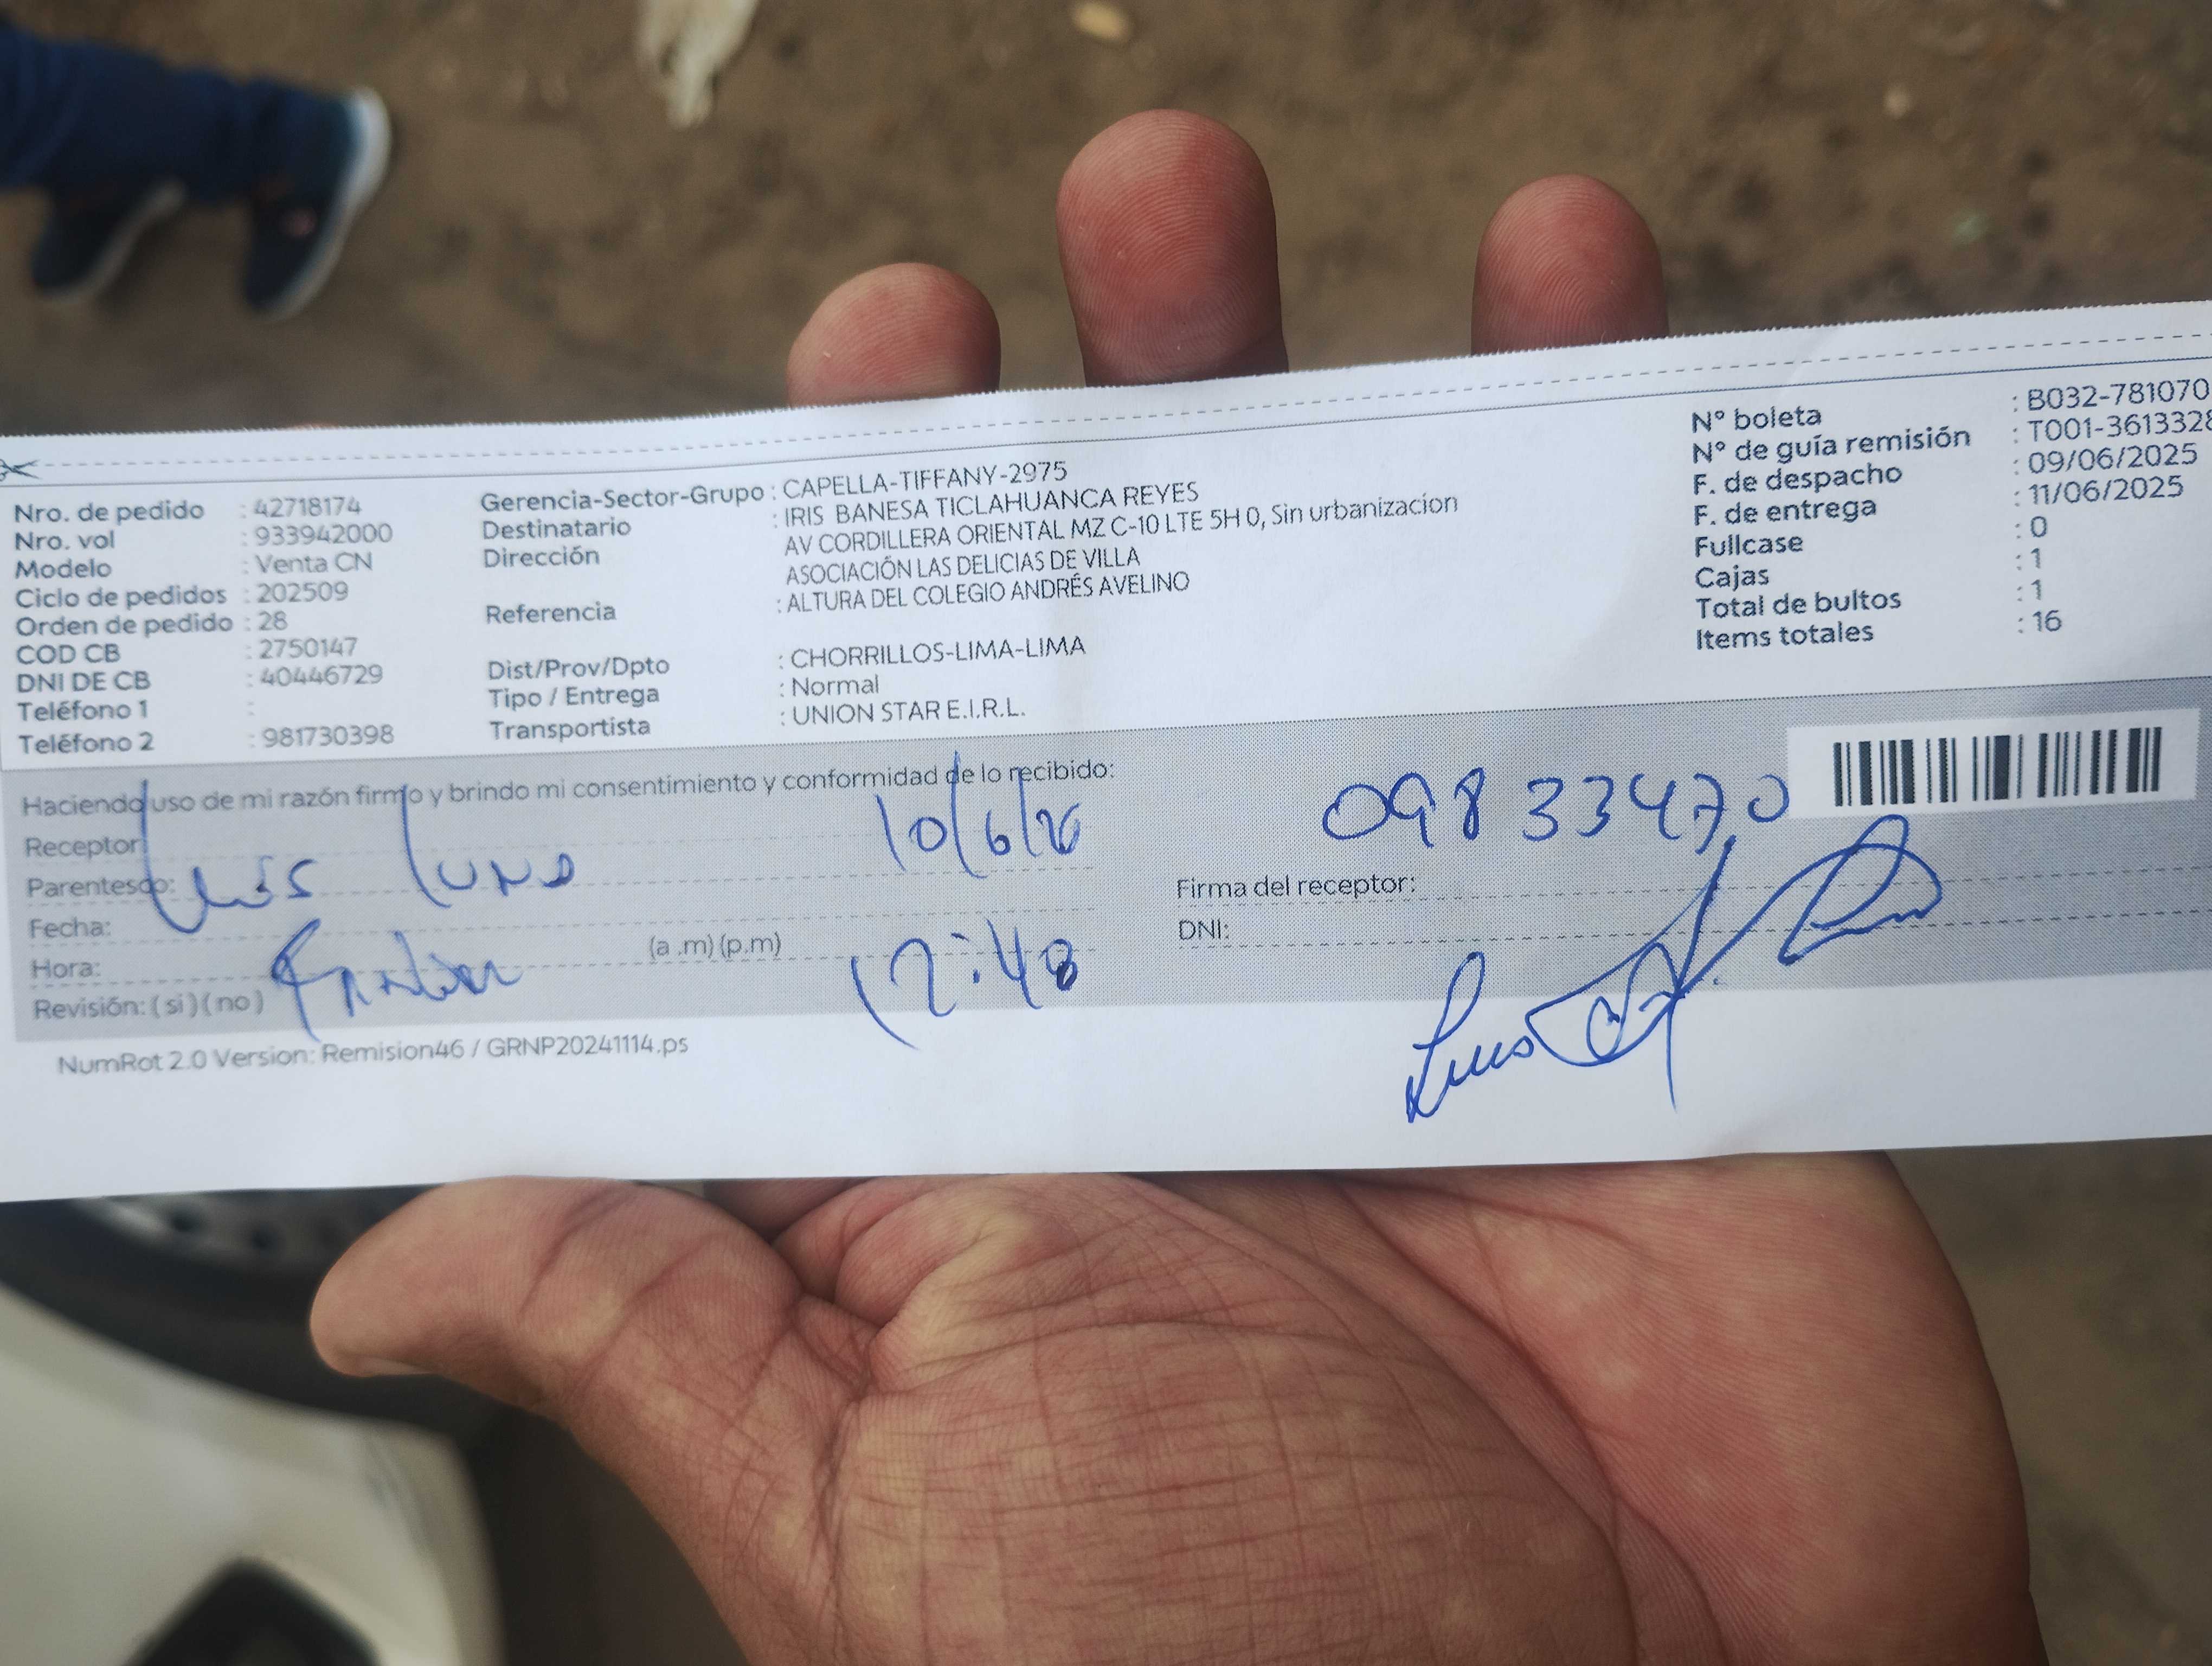 Nro. de pedido : 42718174
Nro. vol : 933942000
Modelo : Venta CN
Ciclo de pedidos : 202509
Orden de pedido : 28
COD CB : 2750147
DNI DE CB : 40446729
Teléfono 1 :
Teléfono 2 : 981730398
Gerencia-Sector-Grupo : CAPELLA-TIFFANY-2975
Destinatario : IRIS BANESA TICLAHUANCA REYES
Dirección AV CORDILLERA ORIENTAL MZ C-10 LTE 5H 0, Sin urbanizacion
ASOCIACIÓN LAS DELICIAS DE VILLA
Referencia : ALTURA DEL COLEGIO ANDRÉS AVELINO
Dist/Prov/Dpto : CHORRILLOS-LIMA-LIMA
Tipo / Entrega : Normal
Transportista : UNION STAR E.I.R.L.
Nº boleta : B032-781070
Nº de guía remisión : T001-3613328
F. de despacho : 09/06/2025
F. de entrega : 11/06/2025
Fullcase : 0
Cajas : 1
Total de bultos : 1
Items totales : 16
Haciendo uso de mi razón firmo y brindo mi consentimiento y conformidad de lo recibido:
Receptor:
Parentesco: Luis Luna
Fecha: 10/6/
Hora: (a .m) (p.m) 12:48
Revisión: ( si ) ( no )
09833470
Firma del receptor:
DNI:
Luis
NumRot 2.0 Version: Remision46 / GRNP20241114.ps